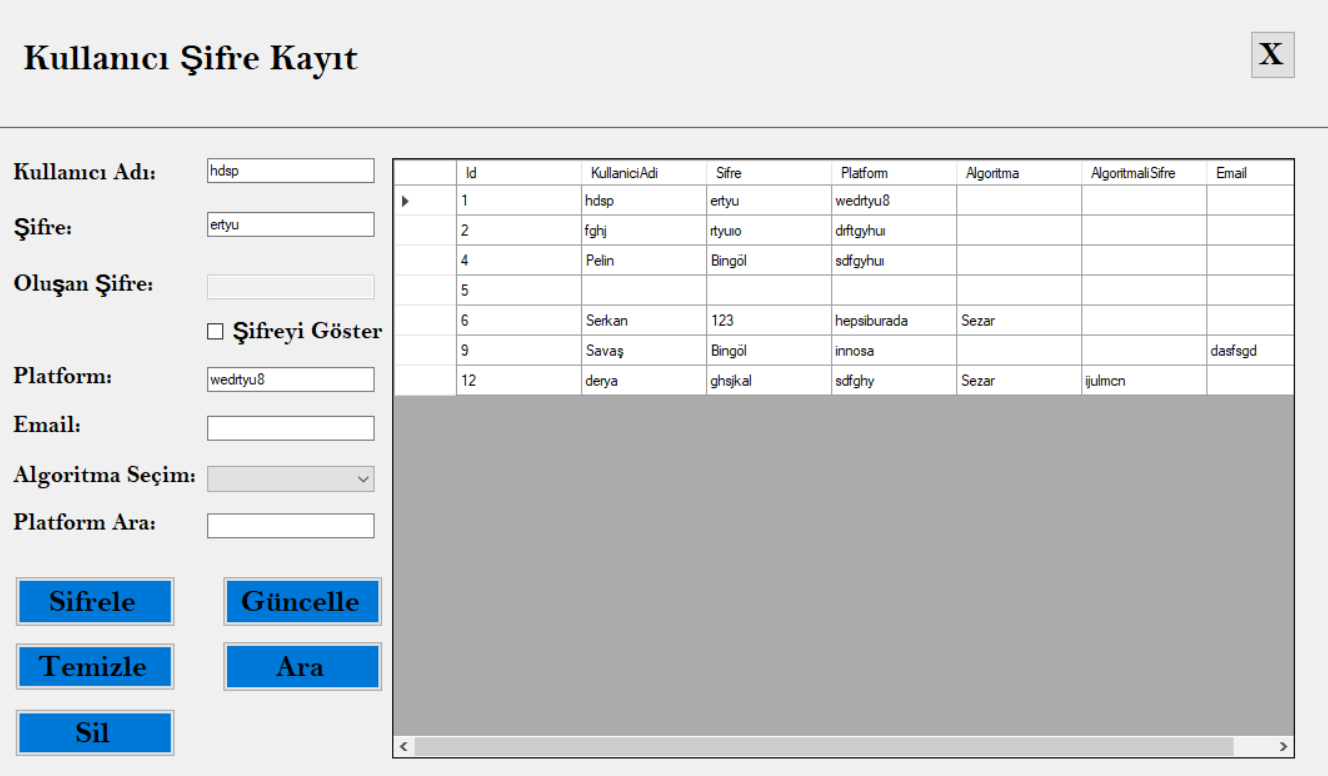 Kullanıcı Şifre Kayıt
X
Kullanıcı Adı: hdsp
Şifre: ertyu
Oluşan Şifre:
Şifreyi Göster
Platform: wedrtyu8
Email:
Algoritma Seçim:
Platform Ara:
Sifrele Güncelle
Temizle Ara
Sil
Id KullaniciAdi Sifre Platform Algoritma AlgoritmaliSifre Email
1 hdsp ertyu wedrtyu8
2 fghj rtyuıo drftgyhuı
4 Pelin Bingöl sdfgyhuı
5
6 Serkan 123 hepsiburada Sezar
9 Savaş Bingöl innosa dasfsgd
12 derya ghsjkal sdfghy Sezar ijulmcn